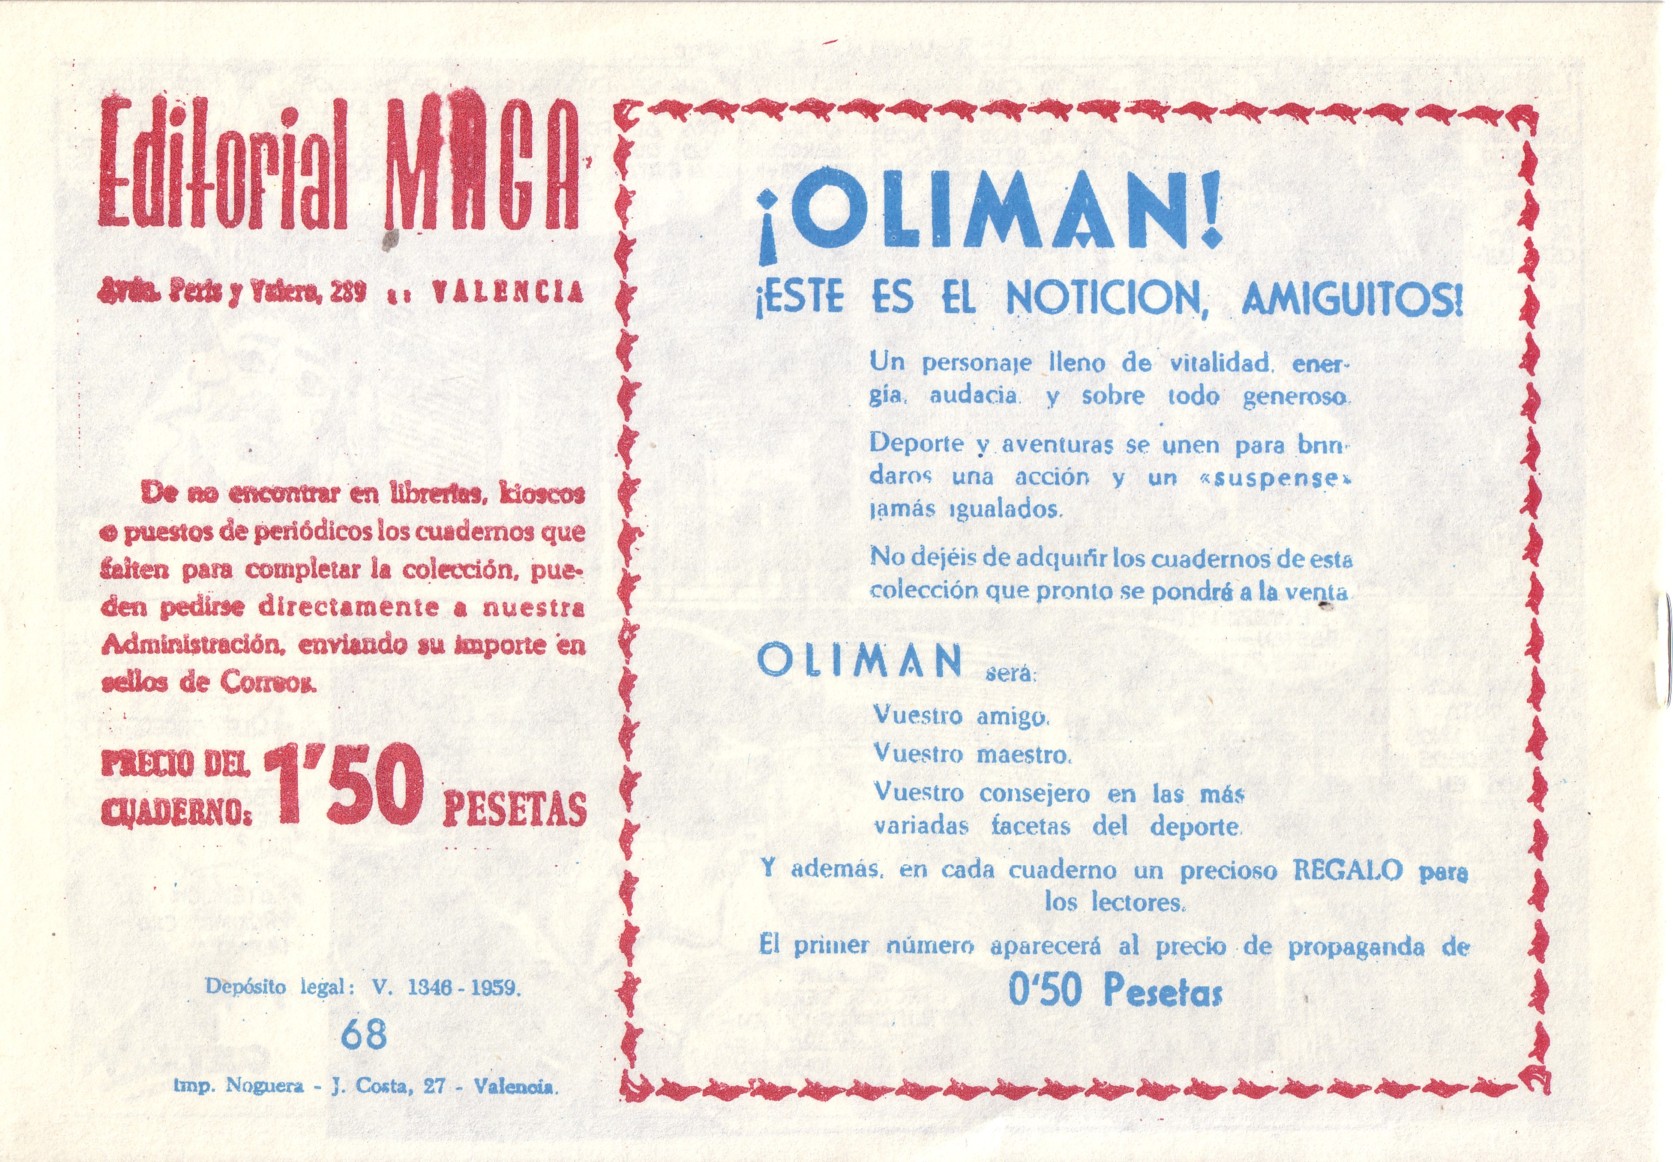 Editorial MAGA
Avda. Peris y Valero, 289 :: VALENCIA
De no encontrar en librerías, kioscos
o puestos de periódicos los cuadernos que
falten para completar la colección, pue-
den pedirse directamente a nuestra
Administración, enviando su importe en
sellos de Correos.
PRECIO DEL
CUADERNO: 1'50 PESETAS
Depósito legal: V. 1346 - 1959.
68
Imp. Noguera - J. Costa, 27 - Valencia.
¡OLIMAN!
¡ESTE ES EL NOTICION, AMIGUITOS!
Un personaje lleno de vitalidad, ener-
gía, audacia, y sobre todo generoso.
Deporte y aventuras se unen para brin-
daros una acción y un «suspense»
jamás igualados.
No dejéis de adquirir los cuadernos de esta
colección que pronto se pondrá a la venta.
OLIMAN será:
Vuestro amigo.
Vuestro maestro.
Vuestro consejero en las más
variadas facetas del deporte.
Y además, en cada cuaderno un precioso REGALO para
los lectores.
El primer número aparecerá al precio de propaganda de
0'50 Pesetas